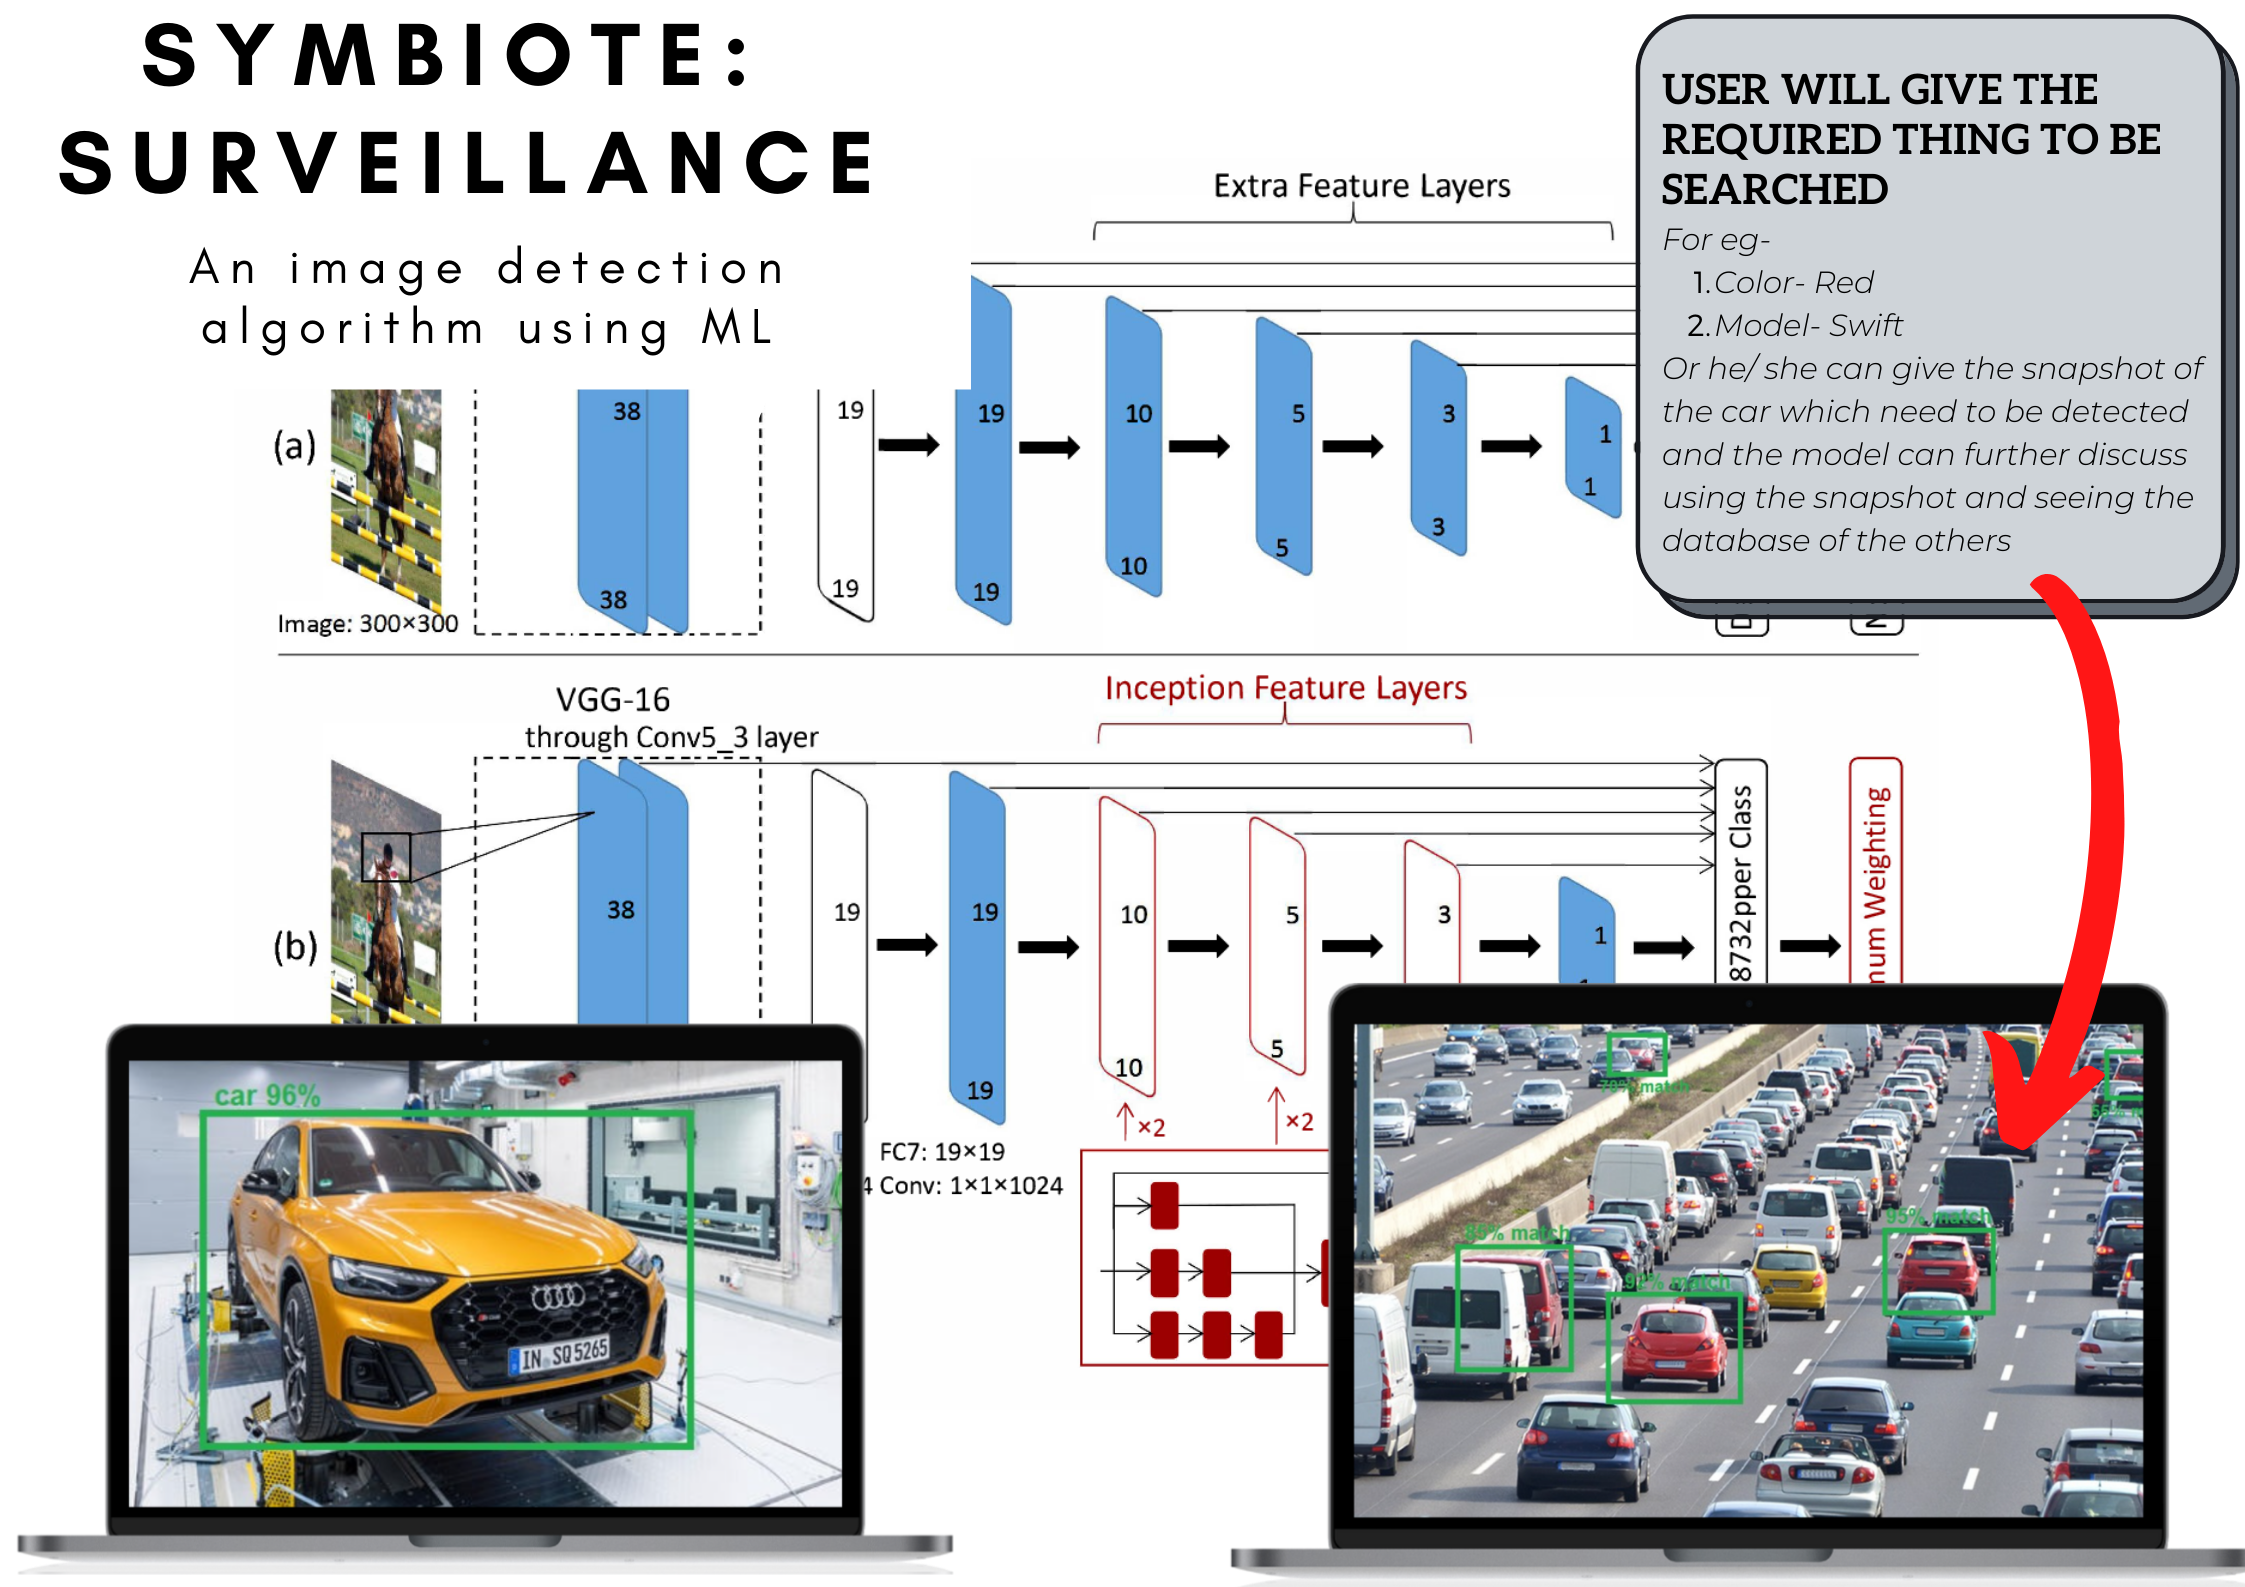 SYMBIOTE:
SURVEILLANCE
An image detection
algorithm using ML
USER WILL GIVE THE
REQUIRED THING TO BE
SEARCHED
For eg-
1.Color- Red
2.Model- Swift
Or he/ she can give the snapshot of
the car which need to be detected
and the model can further discuss
using the snapshot and seeing the
database of the others
Extra Feature Layers
(a)
38
19
19
10
5
3
1
38
19
19
10
5
3
1
Image: 300×300
VGG-16
through Conv5_3 layer
Inception Feature Layers
(b)
38
19
19
10
5
3
1
8732pper Class
Weighting
19
10
5
×2
×2
FC7: 19×19
Conv: 1×1×1024
car 96%
IN SQ 5265
70% match
85% match
92% match
95% match